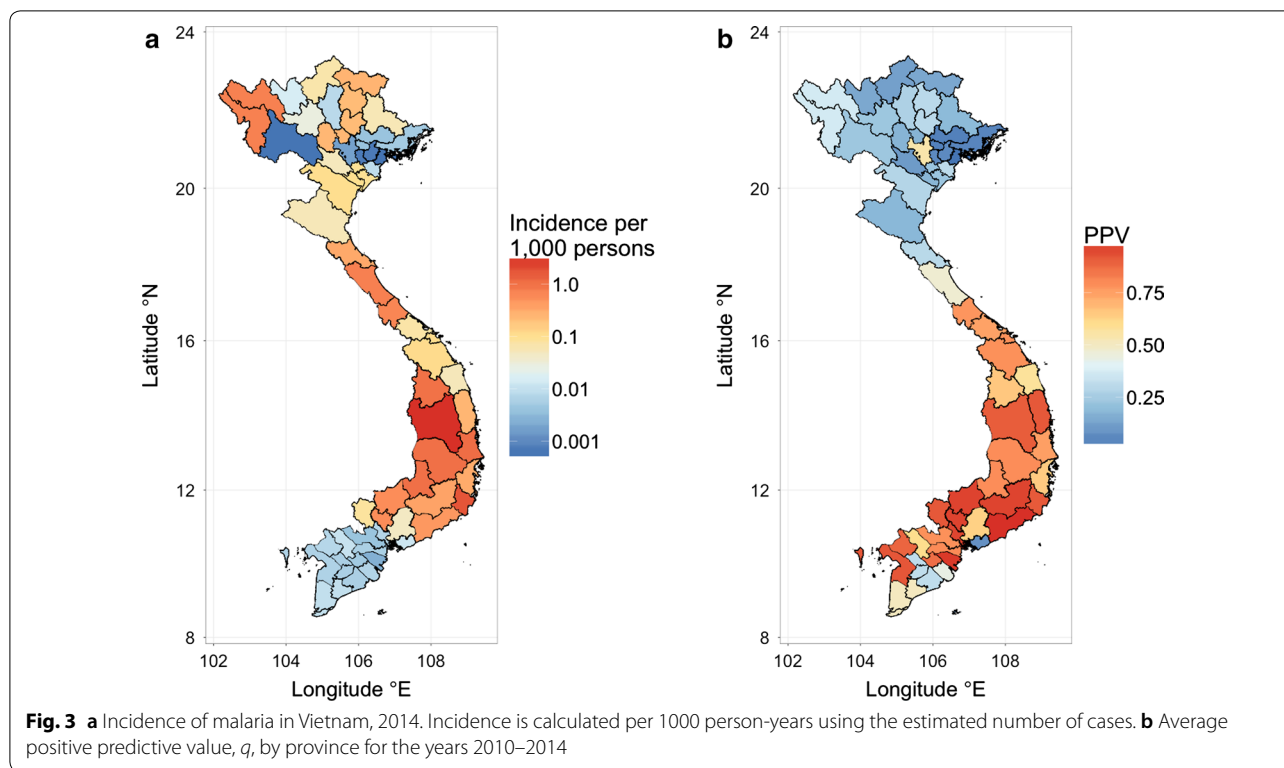 a
24
20
16
12
8
Latitude °N
102
104
106
108
Longitude °E
Incidence per
1,000 persons
1.0
0.1
0.01
0.001
b
24
20
16
12
8
Latitude °N
102
104
106
108
Longitude °E
PPV
0.75
0.50
0.25
Fig. 3 a Incidence of malaria in Vietnam, 2014. Incidence is calculated per 1000 person-years using the estimated number of cases. b Average
positive predictive value, q, by province for the years 2010–2014